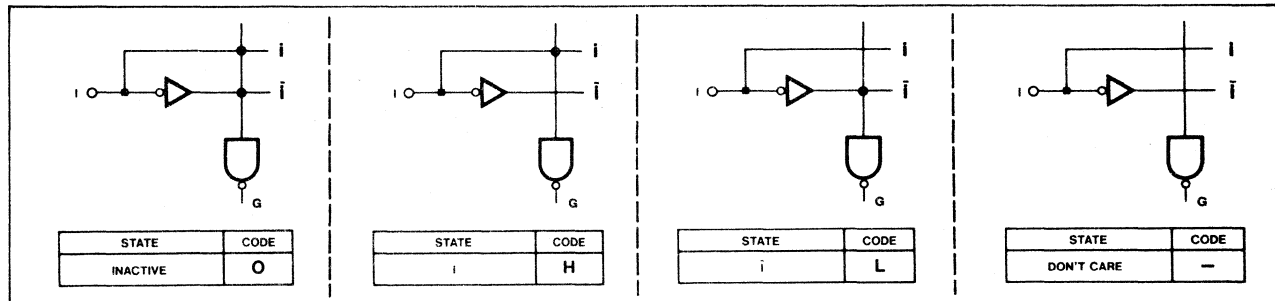 i
I
ī
G
STATE CODE
INACTIVE O
i
I
ī
G
STATE CODE
I H
i
I
ī
G
STATE CODE
ī L
i
I
ī
G
STATE CODE
DON'T CARE –